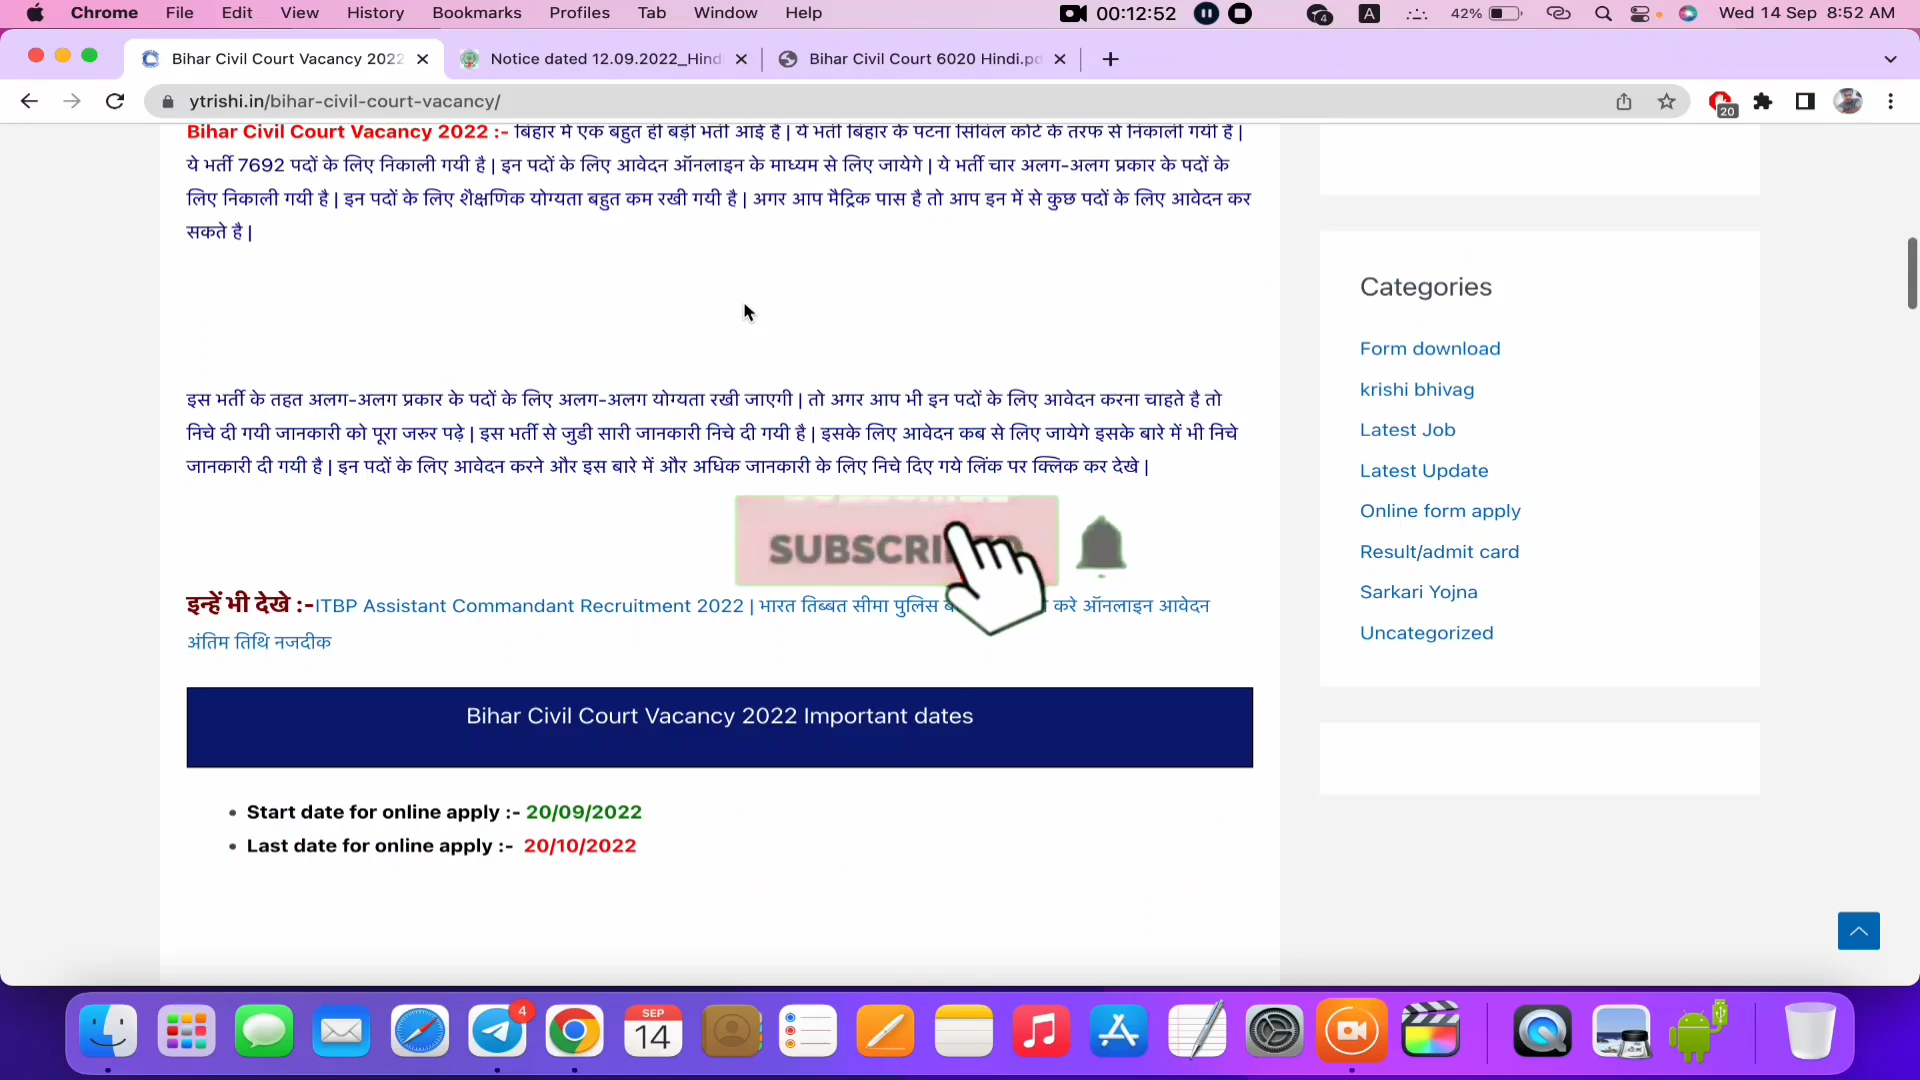 Chrome File Edit View History Bookmarks Profiles Tab Window Help 00:12:52 4 A 42% Wed 14 Sep 8:52 AM
Bihar Civil Court Vacancy 2022 Notice dated 12.09.2022_Hind Bihar Civil Court 6020 Hindi.pd
ytrishi.in/bihar-civil-court-vacancy/ 20
Bihar Civil Court Vacancy 2022 :- बिहार में एक बहुत ही बड़ी भर्ती आई है | ये भर्ती बिहार के पटना सिविल कोर्ट के तरफ से निकाली गयी है |
ये भर्ती 7692 पदों के लिए निकाली गयी है | इन पदों के लिए आवेदन ऑनलाइन के माध्यम से लिए जायेगे | ये भर्ती चार अलग-अलग प्रकार के पदों के
लिए निकाली गयी है | इन पदों के लिए शैक्षणिक योग्यता बहुत कम रखी गयी है | अगर आप मैट्रिक पास है तो आप इन में से कुछ पदों के लिए आवेदन कर
सकते है |
इस भर्ती के तहत अलग-अलग प्रकार के पदों के लिए अलग-अलग योग्यता रखी जाएगी | तो अगर आप भी इन पदों के लिए आवेदन करना चाहते है तो
निचे दी गयी जानकारी को पूरा जरुर पढ़े | इस भर्ती से जुडी सारी जानकारी निचे दी गयी है | इसके लिए आवेदन कब से लिए जायेगे इसके बारे में भी निचे
जानकारी दी गयी है | इन पदों के लिए आवेदन करने और इस बारे में और अधिक जानकारी के लिए निचे दिए गये लिंक पर क्लिक कर देखे |
इन्हें भी देखे :-ITBP Assistant Commandant Recruitment 2022 | भारत तिब्बत सीमा पुलिस करे ऑनलाइन आवेदन
अंतिम तिथि नजदीक
Bihar Civil Court Vacancy 2022 Important dates
• Start date for online apply :- 20/09/2022
• Last date for online apply :- 20/10/2022
Categories
Form download
krishi bhivag
Latest Job
Latest Update
Online form apply
Result/admit card
Sarkari Yojna
Uncategorized
4
SEP
14